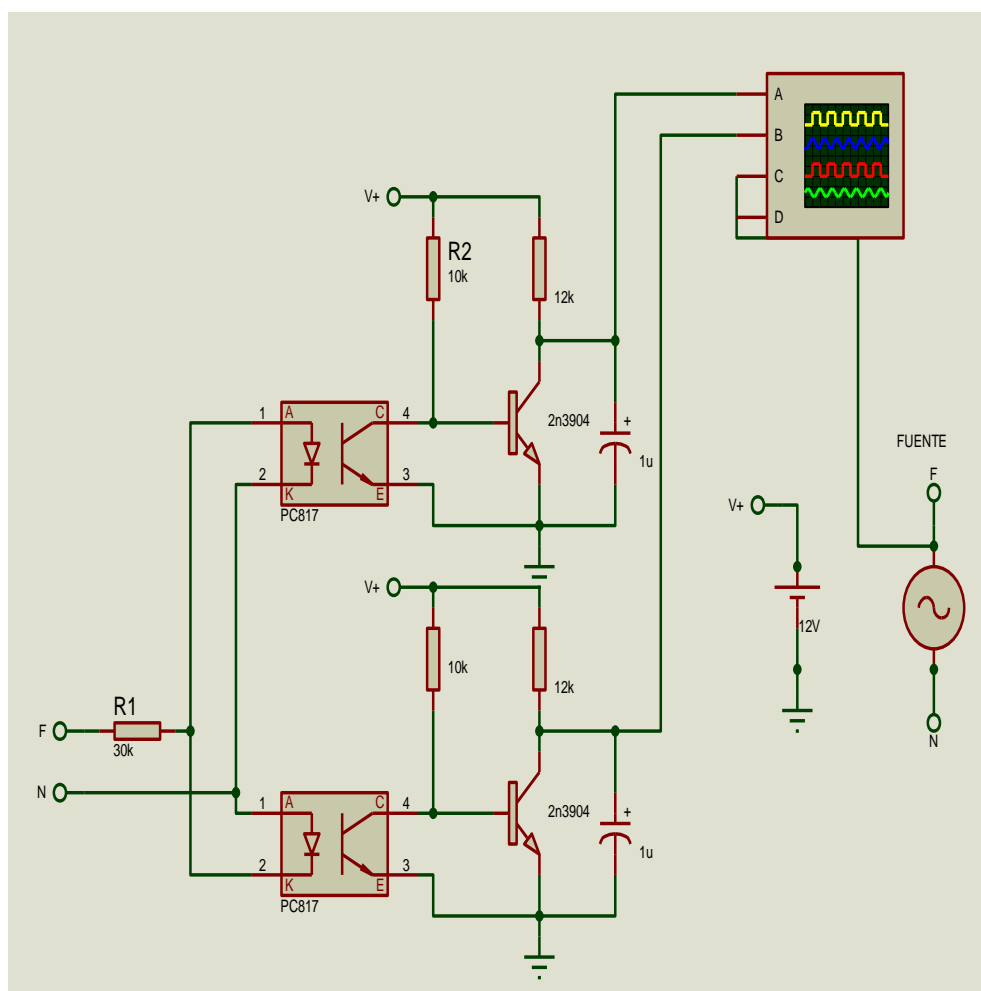 A
B
C
D
V+
R2
10k
12k
1
A
C
4
2
K
E
3
PC817
2n3904
+
1u
FUENTE
F
V+
12V
N
V+
10k
12k
R1
F
30k
N
1
A
C
4
2
K
E
3
PC817
2n3904
+
1u